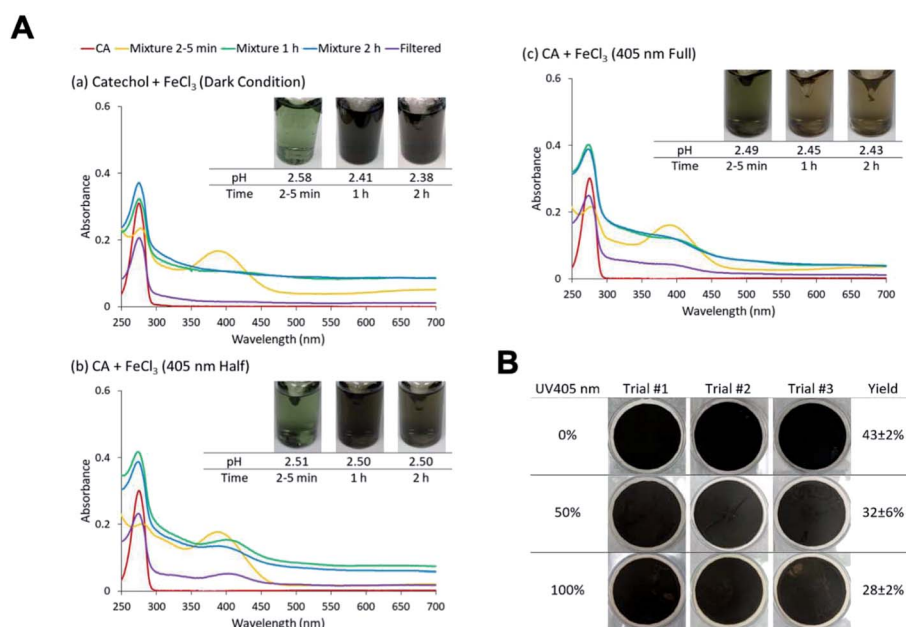 A
CA Mixture 2-5 min Mixture 1 h Mixture 2 h Filtered
(a) Catechol + FeCl₃ (Dark Condition)
0.6
0.4
0.2
0
Absorbance
pH 2.58 2.41 2.38
Time 2-5 min 1 h 2 h
250 300 350 400 450 500 550 600 650 700
Wavelength (nm)
(b) CA + FeCl₃ (405 nm Half)
0.6
0.4
0.2
0
Absorbance
pH 2.51 2.50 2.50
Time 2-5 min 1 h 2 h
250 300 350 400 450 500 550 600 650 700
Wavelength (nm)
(c) CA + FeCl₃ (405 nm Full)
0.6
0.4
0.2
0
Absorbance
pH 2.49 2.45 2.43
Time 2-5 min 1 h 2 h
250 300 350 400 450 500 550 600 650 700
Wavelength (nm)
B
UV405 nm Trial #1 Trial #2 Trial #3 Yield
0% 43±2%
50% 32±6%
100% 28±2%